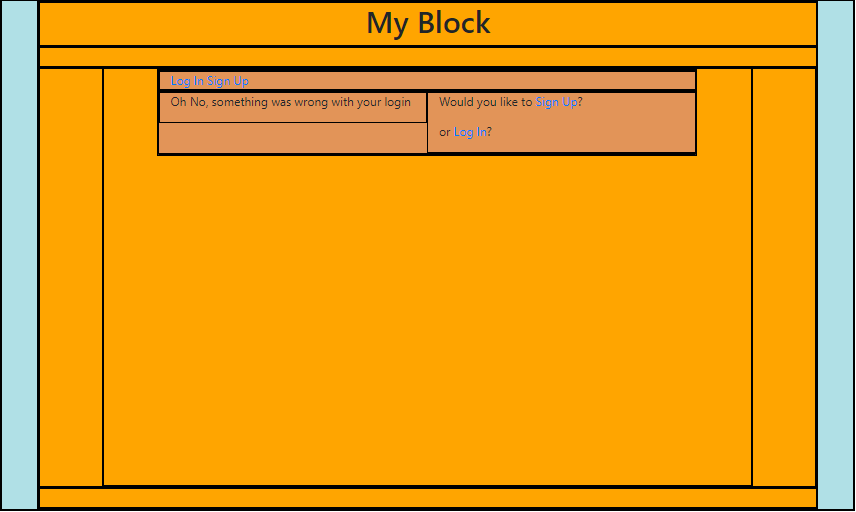 My Block
Log In Sign Up
Oh No, something was wrong with your login
Would you like to Sign Up?
or Log In?